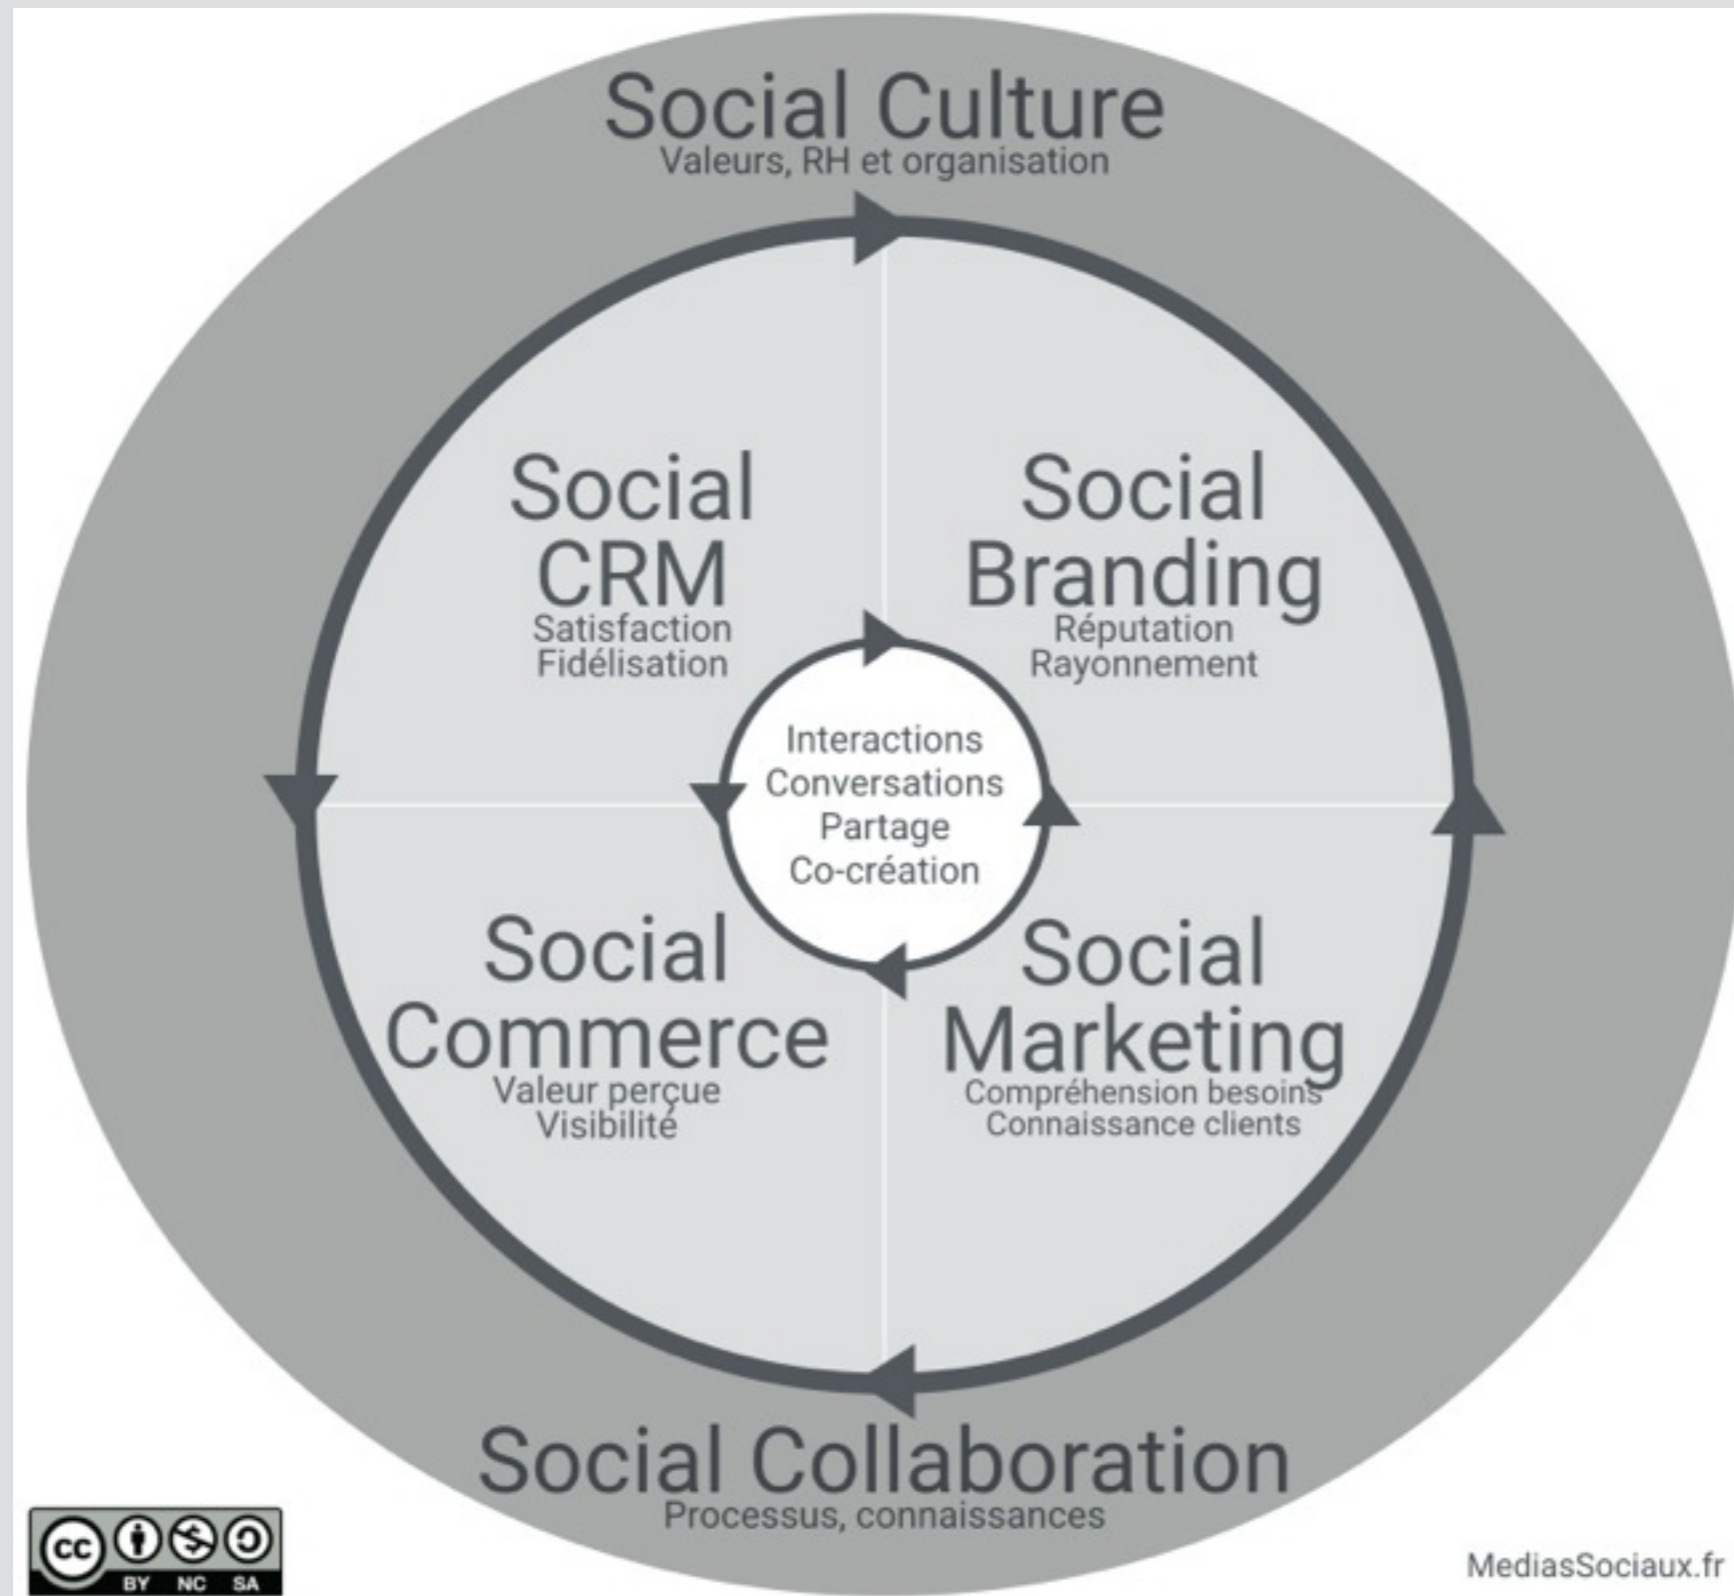 Social Culture
Valeurs, RH et organisation
Social
CRM
Satisfaction
Fidélisation
Social
Branding
Réputation
Rayonnement
Interactions
Conversations
Partage
Co-création
Social
Commerce
Valeur perçue
Visibilité
Social
Marketing
Compréhension besoins
Connaissance clients
Social Collaboration
Processus, connaissances
cc
BY NC SA
MediasSociaux.fr